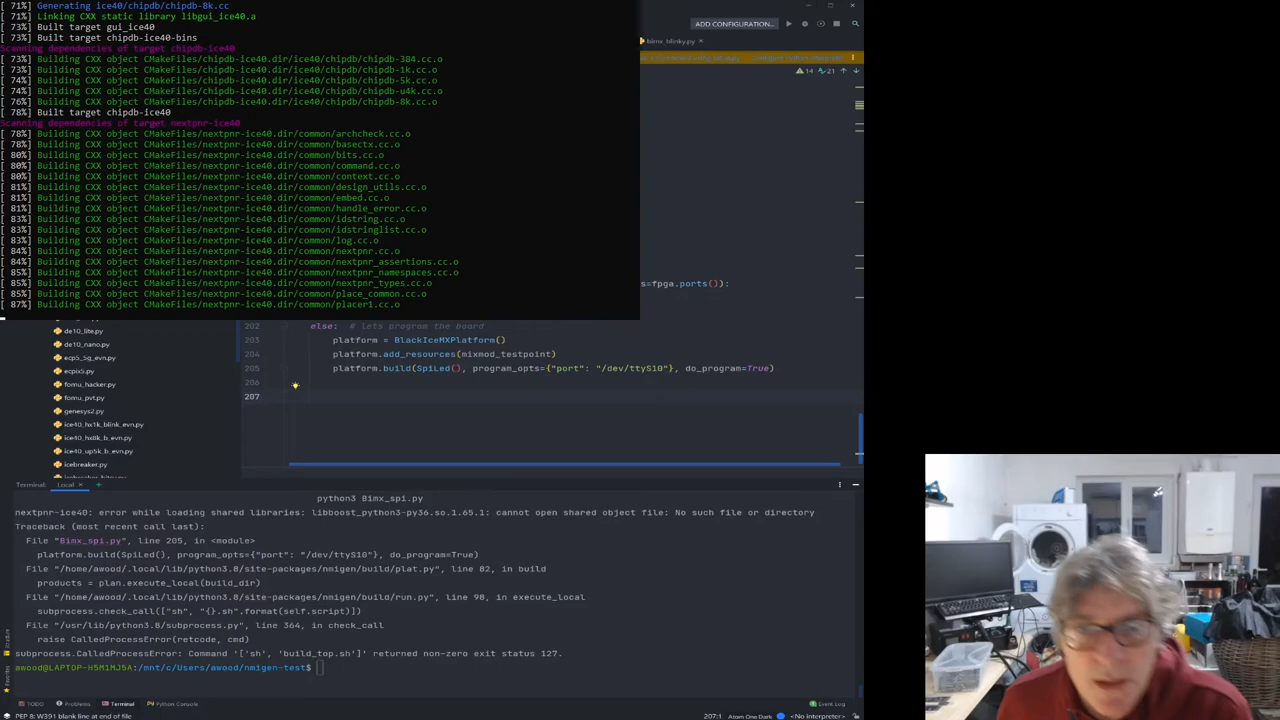 [ 71%] Generating ice40/chipdb/chipdb-8k.cc
[ 71%] Linking CXX static library libgui_ice40.a
[ 73%] Built target gui_ice40
[ 73%] Built target chipdb-ice40-bins
Scanning dependencies of target chipdb-ice40
[ 73%] Building CXX object CMakeFiles/chipdb-ice40.dir/ice40/chipdb/chipdb-384.cc.o
[ 73%] Building CXX object CMakeFiles/chipdb-ice40.dir/ice40/chipdb/chipdb-1k.cc.o
[ 74%] Building CXX object CMakeFiles/chipdb-ice40.dir/ice40/chipdb/chipdb-5k.cc.o
[ 74%] Building CXX object CMakeFiles/chipdb-ice40.dir/ice40/chipdb/chipdb-u4k.cc.o
[ 76%] Building CXX object CMakeFiles/chipdb-ice40.dir/ice40/chipdb/chipdb-8k.cc.o
[ 78%] Built target chipdb-ice40
Scanning dependencies of target nextpnr-ice40
[ 78%] Building CXX object CMakeFiles/nextpnr-ice40.dir/common/archcheck.cc.o
[ 78%] Building CXX object CMakeFiles/nextpnr-ice40.dir/common/basectx.cc.o
[ 80%] Building CXX object CMakeFiles/nextpnr-ice40.dir/common/bits.cc.o
[ 80%] Building CXX object CMakeFiles/nextpnr-ice40.dir/common/command.cc.o
[ 80%] Building CXX object CMakeFiles/nextpnr-ice40.dir/common/context.cc.o
[ 81%] Building CXX object CMakeFiles/nextpnr-ice40.dir/common/design_utils.cc.o
[ 81%] Building CXX object CMakeFiles/nextpnr-ice40.dir/common/embed.cc.o
[ 81%] Building CXX object CMakeFiles/nextpnr-ice40.dir/common/handle_error.cc.o
[ 83%] Building CXX object CMakeFiles/nextpnr-ice40.dir/common/idstring.cc.o
[ 83%] Building CXX object CMakeFiles/nextpnr-ice40.dir/common/idstringlist.cc.o
[ 83%] Building CXX object CMakeFiles/nextpnr-ice40.dir/common/log.cc.o
[ 84%] Building CXX object CMakeFiles/nextpnr-ice40.dir/common/nextpnr.cc.o
[ 84%] Building CXX object CMakeFiles/nextpnr-ice40.dir/common/nextpnr_assertions.cc.o
[ 85%] Building CXX object CMakeFiles/nextpnr-ice40.dir/common/nextpnr_namespaces.cc.o
[ 85%] Building CXX object CMakeFiles/nextpnr-ice40.dir/common/nextpnr_types.cc.o
[ 85%] Building CXX object CMakeFiles/nextpnr-ice40.dir/common/place_common.cc.o
[ 87%] Building CXX object CMakeFiles/nextpnr-ice40.dir/common/placer1.cc.o
ADD CONFIGURATION...
bimx_blinky.py
14 21
s=fpga.ports()):
de10_lite.py
de10_nano.py
ecp5_5g_evn.py
ecpix5.py
fomu_hacker.py
fomu_pvt.py
genesys2.py
ice40_hx1k_blink_evn.py
ice40_hx8k_b_evn.py
ice40_up5k_b_evn.py
icebreaker.py
202 else: # lets program the board
203 platform = BlackIceMXPlatform()
204 platform.add_resources(mixmod_testpoint)
205 platform.build(SpiLed(), program_opts={"port": "/dev/ttyS10"}, do_program=True)
206
207
Terminal: Local
python3 Bimx_spi.py
nextpnr-ice40: error while loading shared libraries: libboost_python3-py36.so.1.65.1: cannot open shared object file: No such file or directory
Traceback (most recent call last):
File "Bimx_spi.py", line 205, in <module>
platform.build(SpiLed(), program_opts={"port": "/dev/ttyS10"}, do_program=True)
File "/home/awood/.local/lib/python3.8/site-packages/nmigen/build/plat.py", line 82, in build
products = plan.execute_local(build_dir)
File "/home/awood/.local/lib/python3.8/site-packages/nmigen/build/run.py", line 98, in execute_local
subprocess.check_call(["sh", "{}.sh".format(self.script)])
File "/usr/lib/python3.8/subprocess.py", line 364, in check_call
raise CalledProcessError(retcode, cmd)
subprocess.CalledProcessError: Command '['sh', 'build_top.sh']' returned non-zero exit status 127.
awood@LAPTOP-H5M1MJ5A:/mnt/c/Users/awood/nmigen-test$
TODO Problems Terminal Python Console Event Log
PEP 8: W391 blank line at end of file 207:1 Atom One Dark <No interpreter>